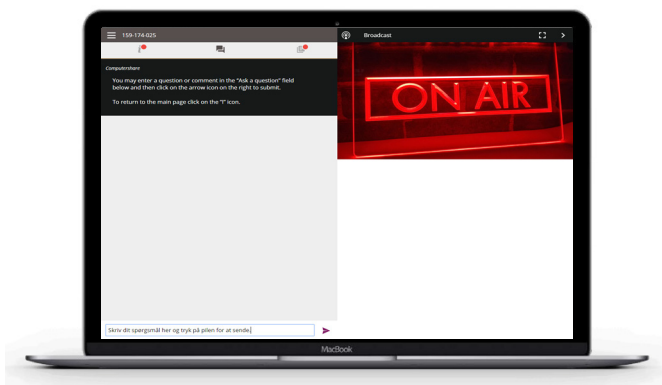 159-174-025
Broadcast
Computershare
You may enter a question or comment in the "Ask a question" field
below and then click on the arrow icon on the right to submit.
To return to the main page click on the "I" icon.
ON AIR
Skriv dit spørgsmål her og tryk på pilen for at sende.
MacBook